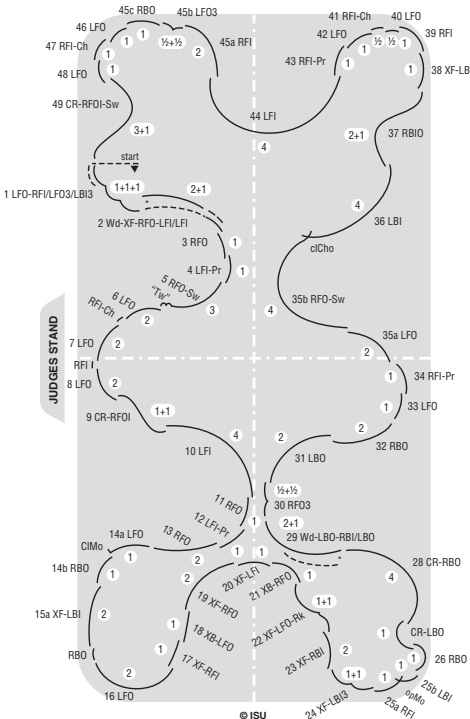 start
1 LFO-RFI/LFO3/LBI3
1+1+1
*
2+1
2 Wd-XF-RFO-LFI/LFI
3 RFO
1
4 LFI-Pr
1
5 RFO-Sw
"Tw"
3
6 LFO
2
RFI-Ch
7 LFO
2
RFI
8 LFO
2
9 CR-RFOI
1+1
10 LFI
4
11 RFO
1
12 LFI-Pr
1
13 RFO
2
14a LFO
1
ClMo
14b RBO
1
15a XF-LBI
2
RBO
16 LFO
2
17 XF-RFI
1
18 XB-LFO
1
19 XF-RFO
2
20 XF-LFI
1
21 XB-RFO
1
22 XF-LFO-Rk
1+1
23 XF-RBI
2
24 XF-LBI3
1+1
25a RFI
1
opMo
25b LBI
1
26 RBO
1
CR-LBO
1
28 CR-RBO
4
29 Wd-LBO-RBI/LBO
*
2+1
30 RFO3
½+½
31 LBO
2
32 RBO
2
33 LFO
1
34 RFI-Pr
1
35a LFO
2
35b RFO-Sw
4
clCho
36 LBI
4
37 RBIO
2+1
38 XF-LB
1
39 RFI
1
40 LFO
½
41 RFI-Ch
½
42 LFO
1
43 RFI-Pr
1
44 LFI
4
45a RFI
2
45b LFO3
½+½
45c RBO
1
46 LFO
1
47 RFI-Ch
1
48 LFO
1
49 CR-RFOI-Sw
3+1
JUDGES STAND
© ISU